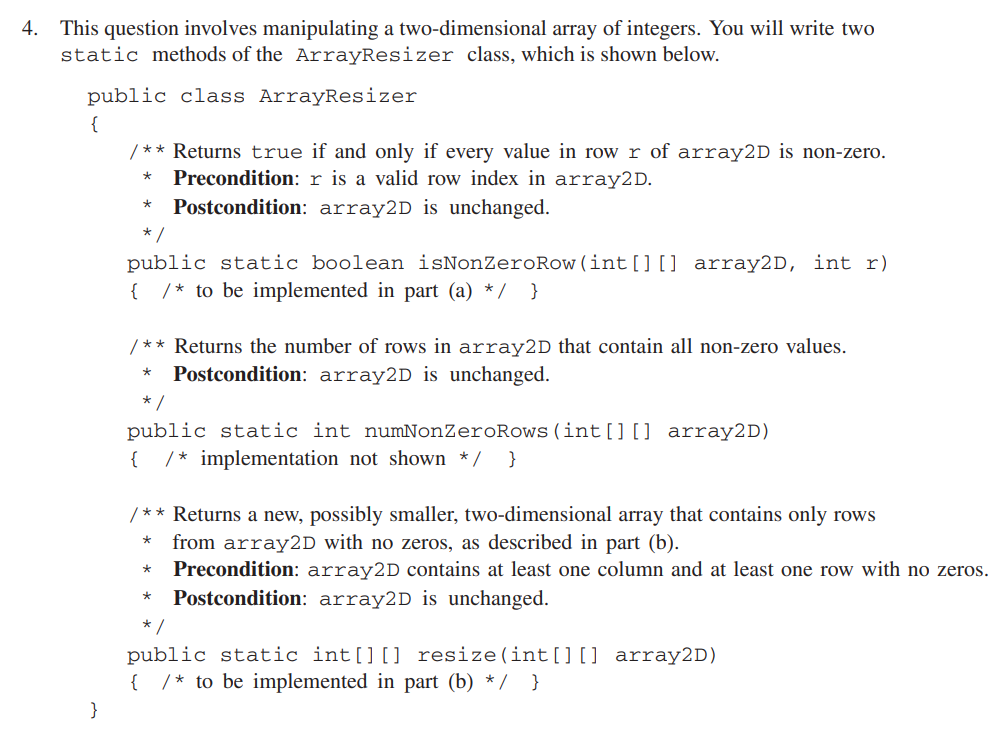 4. This question involves manipulating a two-dimensional array of integers. You will write two
static methods of the ArrayResizer class, which is shown below.
public class ArrayResizer
{
/** Returns true if and only if every value in row r of array2D is non-zero.
* Precondition: r is a valid row index in array2D.
* Postcondition: array2D is unchanged.
*/
public static boolean isNonZeroRow(int[][] array2D, int r)
{ /* to be implemented in part (a) */ }
/** Returns the number of rows in array2D that contain all non-zero values.
* Postcondition: array2D is unchanged.
*/
public static int numNonZeroRows(int[][] array2D)
{ /* implementation not shown */ }
/** Returns a new, possibly smaller, two-dimensional array that contains only rows
* from array2D with no zeros, as described in part (b).
* Precondition: array2D contains at least one column and at least one row with no zeros.
* Postcondition: array2D is unchanged.
*/
public static int[][] resize(int[][] array2D)
{ /* to be implemented in part (b) */ }
}